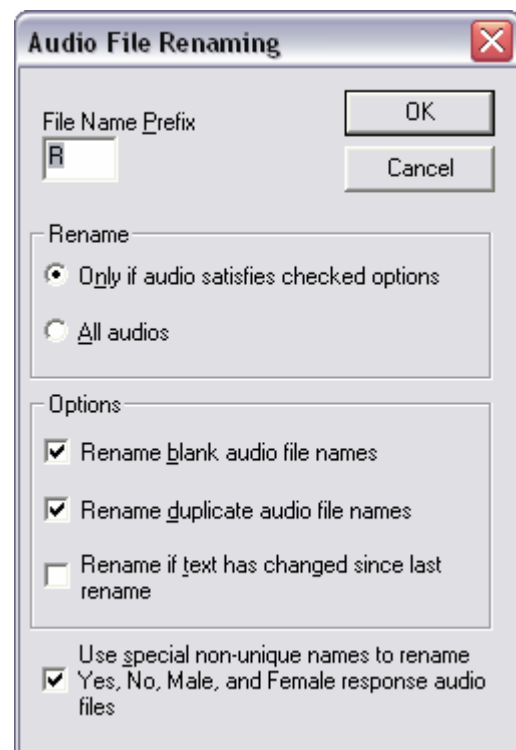 Audio File Renaming
File Name Prefix
OK
R
Cancel
Rename
Only if audio satisfies checked options
All audios
Options
Rename blank audio file names
Rename duplicate audio file names
Rename if text has changed since last
rename
Use special non-unique names to rename
Yes, No, Male, and Female response audio
files